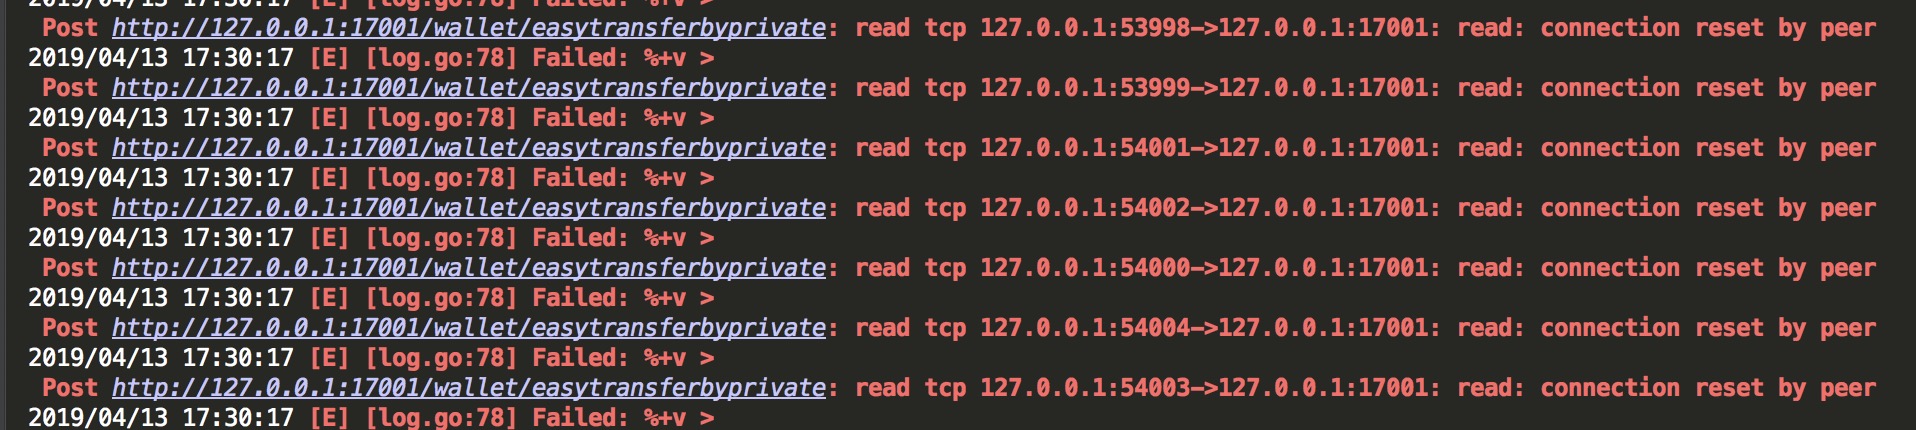 2019/04/13 17:30:17 [E] [log.go:78] Failed: %+v >
Post http://127.0.0.1:17001/wallet/easytransferbyprivate: read tcp 127.0.0.1:53998->127.0.0.1:17001: read: connection reset by peer
2019/04/13 17:30:17 [E] [log.go:78] Failed: %+v >
Post http://127.0.0.1:17001/wallet/easytransferbyprivate: read tcp 127.0.0.1:53999->127.0.0.1:17001: read: connection reset by peer
2019/04/13 17:30:17 [E] [log.go:78] Failed: %+v >
Post http://127.0.0.1:17001/wallet/easytransferbyprivate: read tcp 127.0.0.1:54001->127.0.0.1:17001: read: connection reset by peer
2019/04/13 17:30:17 [E] [log.go:78] Failed: %+v >
Post http://127.0.0.1:17001/wallet/easytransferbyprivate: read tcp 127.0.0.1:54002->127.0.0.1:17001: read: connection reset by peer
2019/04/13 17:30:17 [E] [log.go:78] Failed: %+v >
Post http://127.0.0.1:17001/wallet/easytransferbyprivate: read tcp 127.0.0.1:54000->127.0.0.1:17001: read: connection reset by peer
2019/04/13 17:30:17 [E] [log.go:78] Failed: %+v >
Post http://127.0.0.1:17001/wallet/easytransferbyprivate: read tcp 127.0.0.1:54004->127.0.0.1:17001: read: connection reset by peer
2019/04/13 17:30:17 [E] [log.go:78] Failed: %+v >
Post http://127.0.0.1:17001/wallet/easytransferbyprivate: read tcp 127.0.0.1:54003->127.0.0.1:17001: read: connection reset by peer
2019/04/13 17:30:17 [E] [log.go:78] Failed: %+v >